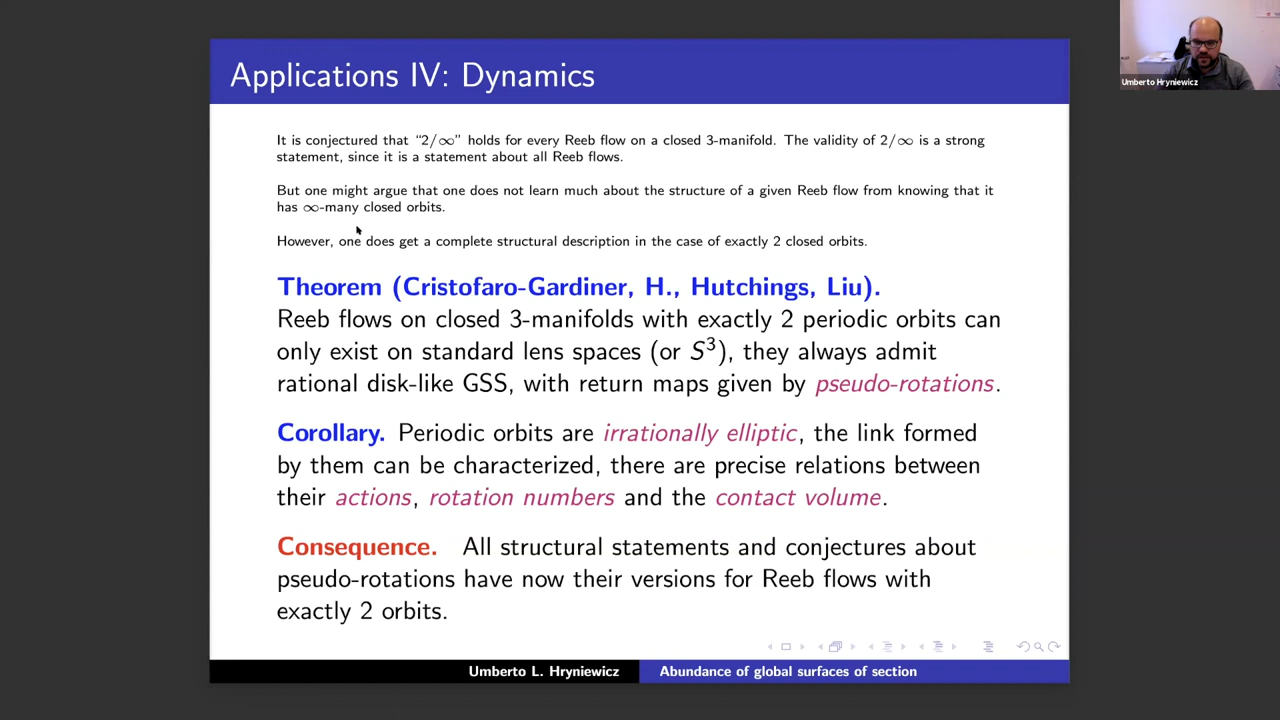 Applications IV: Dynamics
Umberto Hryniewicz
It is conjectured that “2/∞” holds for every Reeb flow on a closed 3-manifold. The validity of 2/∞ is a strong
statement, since it is a statement about all Reeb flows.
But one might argue that one does not learn much about the structure of a given Reeb flow from knowing that it
has ∞-many closed orbits.
However, one does get a complete structural description in the case of exactly 2 closed orbits.
Theorem (Cristofaro-Gardiner, H., Hutchings, Liu).
Reeb flows on closed 3-manifolds with exactly 2 periodic orbits can
only exist on standard lens spaces (or S³), they always admit
rational disk-like GSS, with return maps given by pseudo-rotations.
Corollary. Periodic orbits are irrationally elliptic, the link formed
by them can be characterized, there are precise relations between
their actions, rotation numbers and the contact volume.
Consequence. All structural statements and conjectures about
pseudo-rotations have now their versions for Reeb flows with
exactly 2 orbits.
Umberto L. Hryniewicz Abundance of global surfaces of section